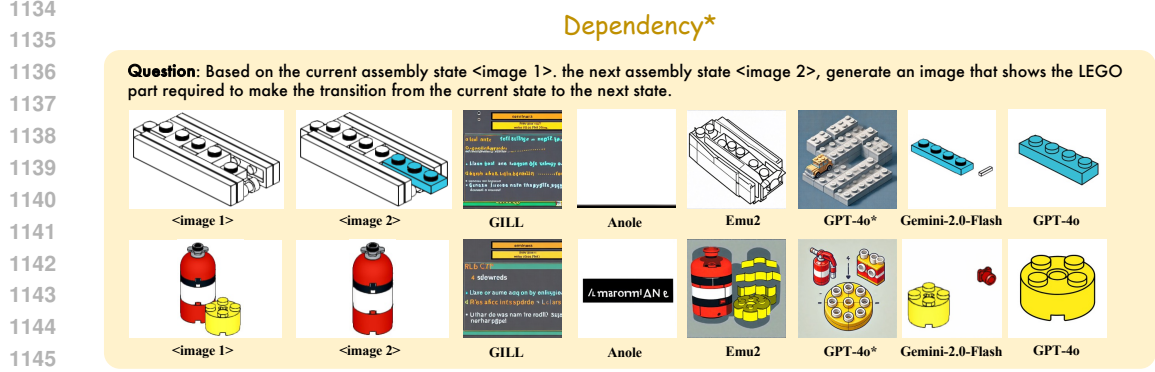 1134
1135
1136
1137
1138
1139
1140
1141
1142
1143
1144
1145
Dependency*
Question: Based on the current assembly state <image 1>. the next assembly state <image 2>, generate an image that shows the LEGO
part required to make the transition from the current state to the next state.
<image 1> <image 2> GILL Anole Emu2 GPT-4o* Gemini-2.0-Flash GPT-4o
<image 1> <image 2> GILL Anole Emu2 GPT-4o* Gemini-2.0-Flash GPT-4o